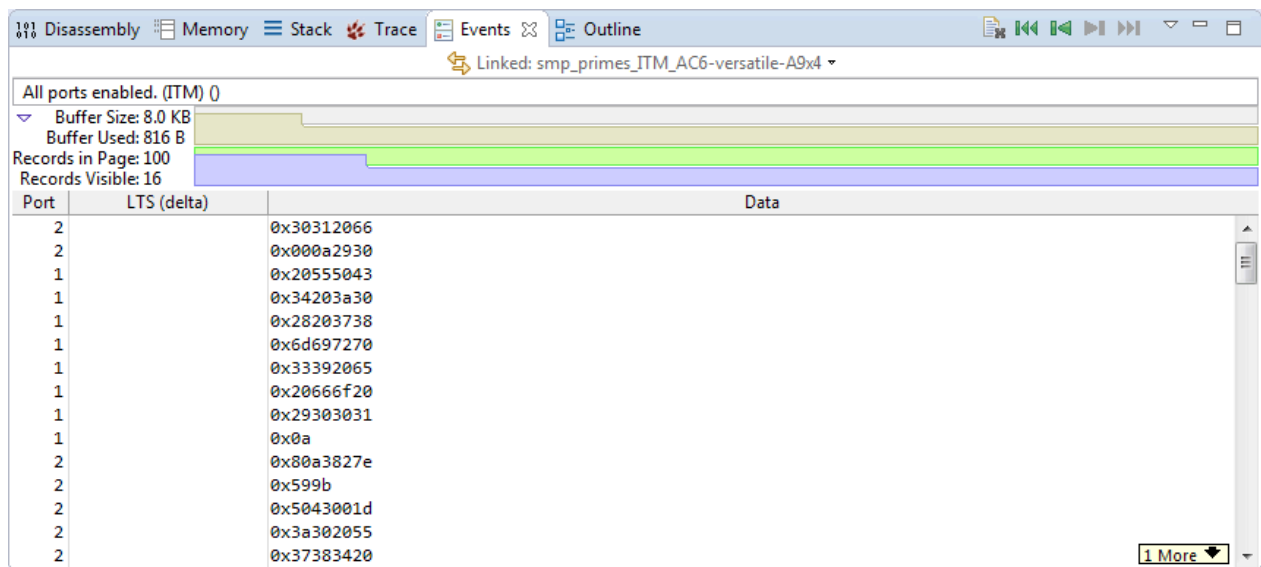 Disassembly Memory Stack Trace Events Outline
Linked: smp_primes_ITM_AC6-versatile-A9x4
All ports enabled. (ITM) ()
Buffer Size: 8.0 KB
Buffer Used: 816 B
Records in Page: 100
Records Visible: 16
Port LTS (delta) Data
2 0x30312066
2 0x000a2930
1 0x20555043
1 0x34203a30
1 0x28203738
1 0x6d697270
1 0x33392065
1 0x20666f20
1 0x29303031
1 0x0a
2 0x80a3827e
2 0x599b
2 0x5043001d
2 0x3a302055
2 0x37383420
1 More